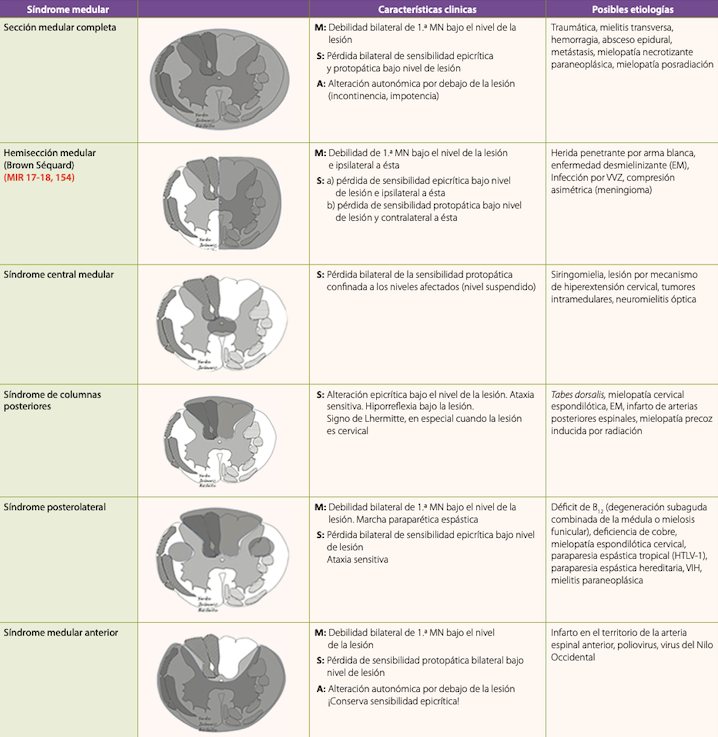 Síndrome medular
Características clinicas
Posibles etiologías
Sección medular completa
M: Debilidad bilateral de 1.ª MN bajo el nivel de la
lesión
S: Pérdida bilateral de sensibilidad epicrítica
y protopática bajo nivel de lesión
A: Alteración autonómica por debajo de la lesión
(incontinencia, impotencia)
Traumática, mielitis transversa,
hemorragia, absceso epidural,
metástasis, mielopatía necrotizante
paraneoplásica, mielopatía posradiación
Hemisección medular
(Brown Séquard)
(MIR 17-18, 154)
M: Debilidad de 1.ª MN bajo el nivel de la lesión
e ipsilateral a ésta
S: a) pérdida de sensibilidad epicrítica bajo nivel
de lesión e ipsilateral a ésta
b) pérdida de sensibilidad protopática bajo nivel
de lesión y contralateral a ésta
Herida penetrante por arma blanca,
enfermedad desmielinizante (EM),
Infección por VVZ, compresión
asimétrica (meningioma)
Síndrome central medular
S: Pérdida bilateral de la sensibilidad protopática
confinada a los niveles afectados (nivel suspendido)
Siringomielia, lesión por mecanismo
de hiperextensión cervical, tumores
intramedulares, neuromielitis óptica
Síndrome de columnas
posteriores
S: Alteración epicrítica bajo el nivel de la lesión. Ataxia
sensitiva. Hiporreflexia bajo la lesión.
Signo de Lhermitte, en especial cuando la lesión
es cervical
Tabes dorsalis, mielopatía cervical
espondilótica, EM, infarto de arterias
posteriores espinales, mielopatía precoz
inducida por radiación
Síndrome posterolateral
M: Debilidad bilateral de 1.ª MN bajo el nivel de la
lesión. Marcha paraparética espástica
S: Pérdida bilateral de sensibilidad epicrítica bajo nivel
de lesión
Ataxia sensitiva
Déficit de B12 (degeneración subaguda
combinada de la médula o mielosis
funicular), deficiencia de cobre,
mielopatía espondilótica cervical,
paraparesia espástica tropical (HTLV-1),
paraparesia espástica hereditaria, VIH,
mielitis paraneoplásica
Síndrome medular anterior
M: Debilidad bilateral de 1.ª MN bajo el nivel
de la lesión
S: Pérdida de sensibilidad protopática bilateral bajo
nivel de lesión
A: Alteración autonómica por debajo de la lesión
¡Conserva sensibilidad epicrítica!
Infarto en el territorio de la arteria
espinal anterior, poliovirus, virus del Nilo
Occidental